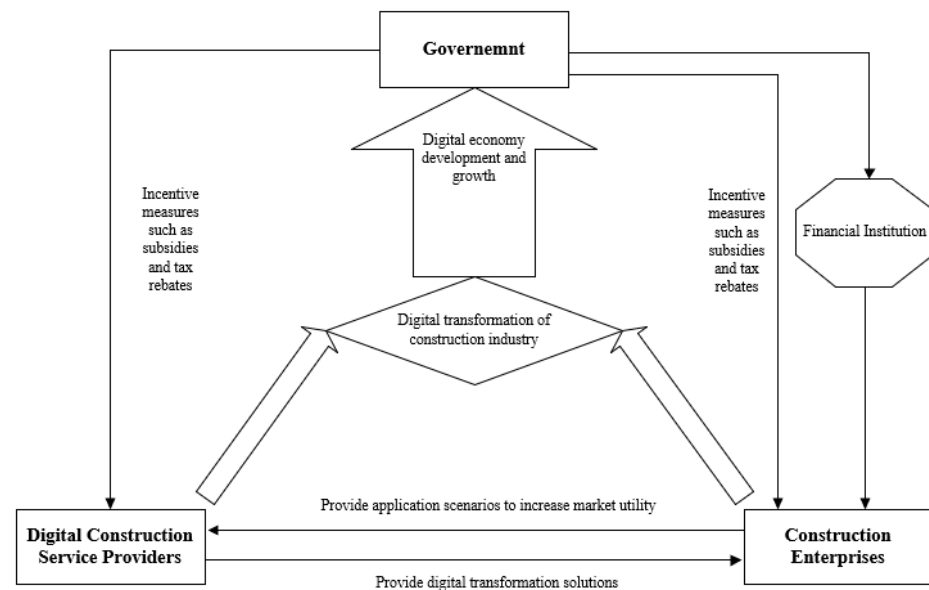 Governemnt
Digital economy
development and
growth
Incentive
measures
such as
subsidies
and tax
rebates
Incentive
measures
such as
subsidies
and tax
rebates
Financial Institution
Digital transformation of
construction industry
Provide application scenarios to increase market utility
Digital Construction
Service Providers
Construction
Enterprises
Provide digital transformation solutions